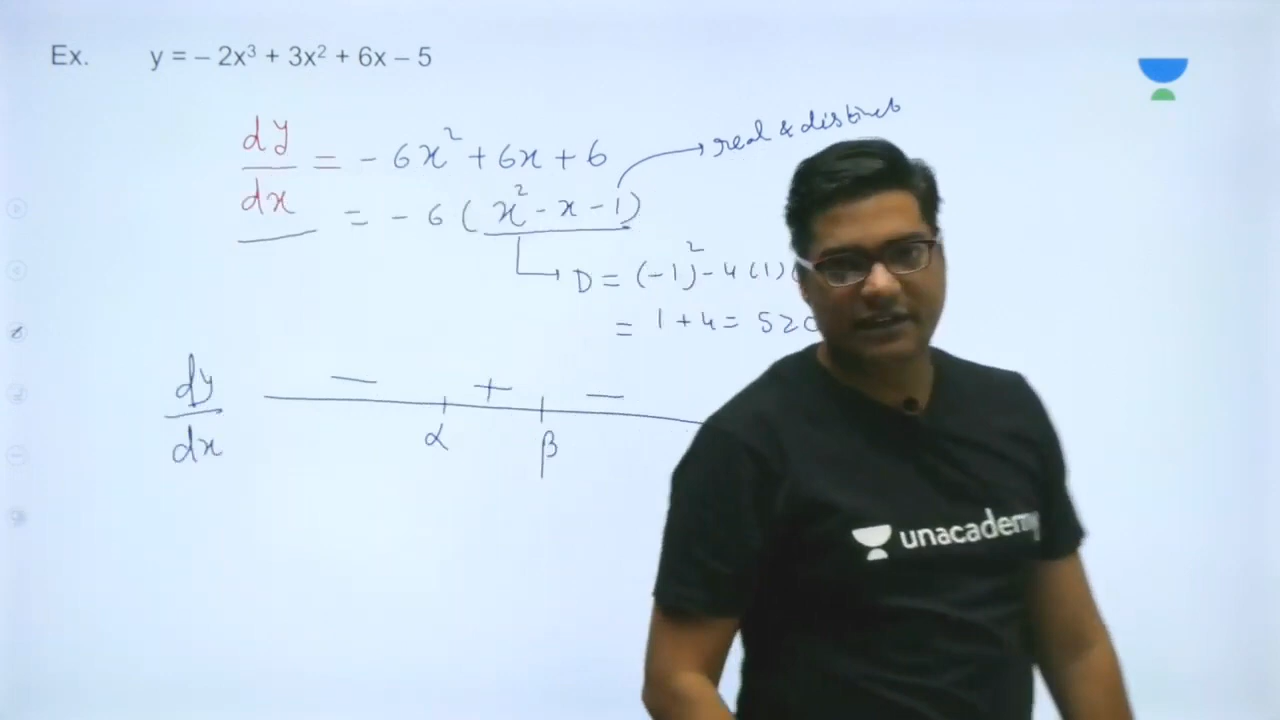 Ex. y = – 2x³ + 3x² + 6x – 5
dy/dx = - 6x² + 6x + 6
real & distinct
= - 6 ( x² - x - 1)
D = (-1)² - 4 (1) (
= 1 + 4 = 5 ≥ 0
dy/dx − + −
α β
unacademy